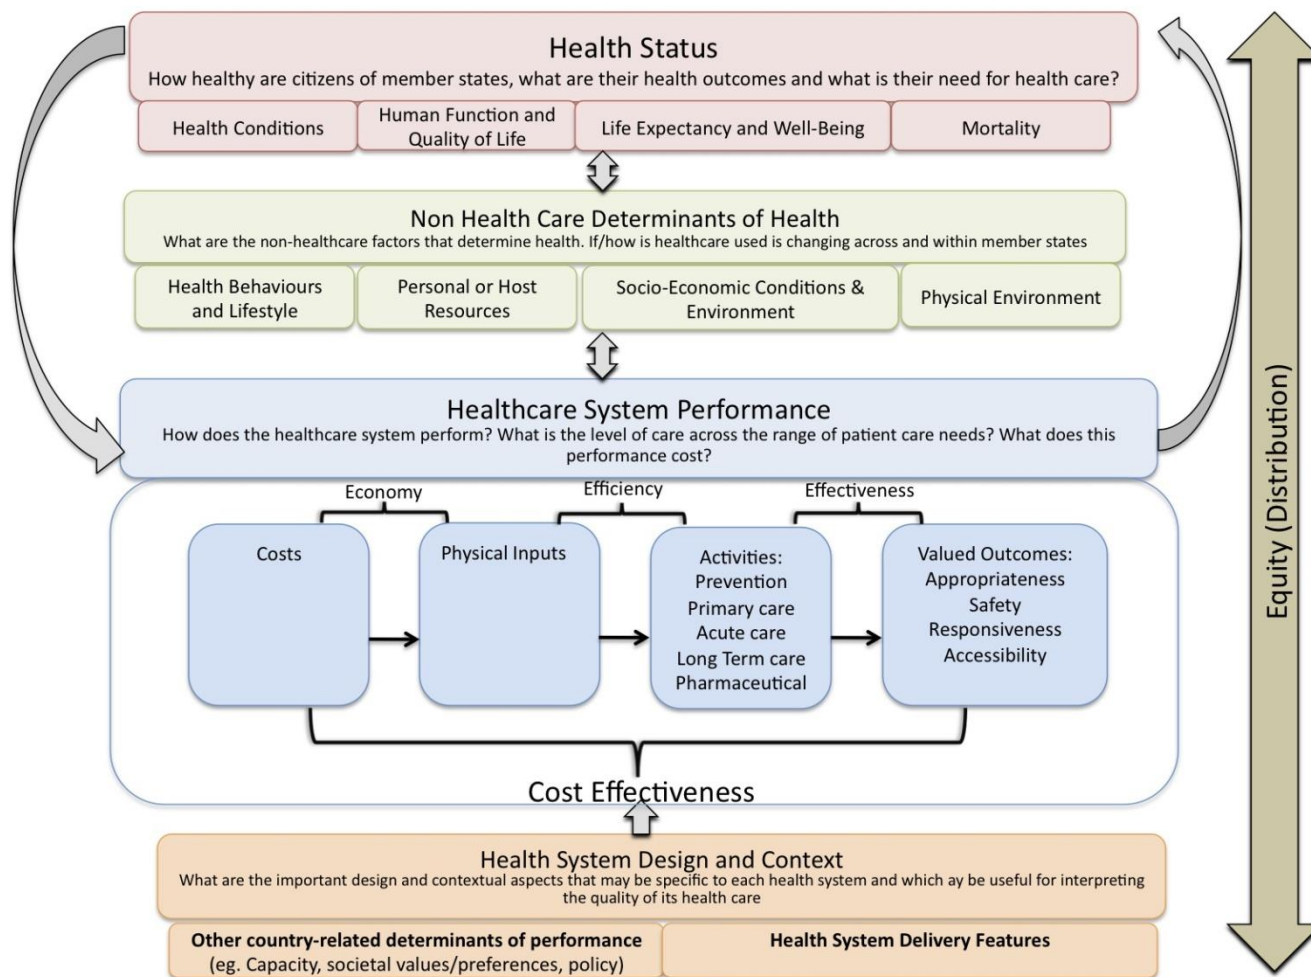 Health Status
How healthy are citizens of member states, what are their health outcomes and what is their need for health care?
Health Conditions
Human Function and
Quality of Life
Life Expectancy and Well-Being
Mortality
Non Health Care Determinants of Health
What are the non-healthcare factors that determine health. If/how is healthcare used is changing across and within member states
Health Behaviours
and Lifestyle
Personal or Host
Resources
Socio-Economic Conditions &
Environment
Physical Environment
Healthcare System Performance
How does the healthcare system perform? What is the level of care across the range of patient care needs? What does this
performance cost?
Economy
Efficiency
Effectiveness
Costs
Physical Inputs
Activities:
Prevention
Primary care
Acute care
Long Term care
Pharmaceutical
Valued Outcomes:
Appropriateness
Safety
Responsiveness
Accessibility
Cost Effectiveness
Health System Design and Context
What are the important design and contextual aspects that may be specific to each health system and which ay be useful for interpreting
the quality of its health care
Other country-related determinants of performance
(eg. Capacity, societal values/preferences, policy)
Health System Delivery Features
Equity (Distribution)